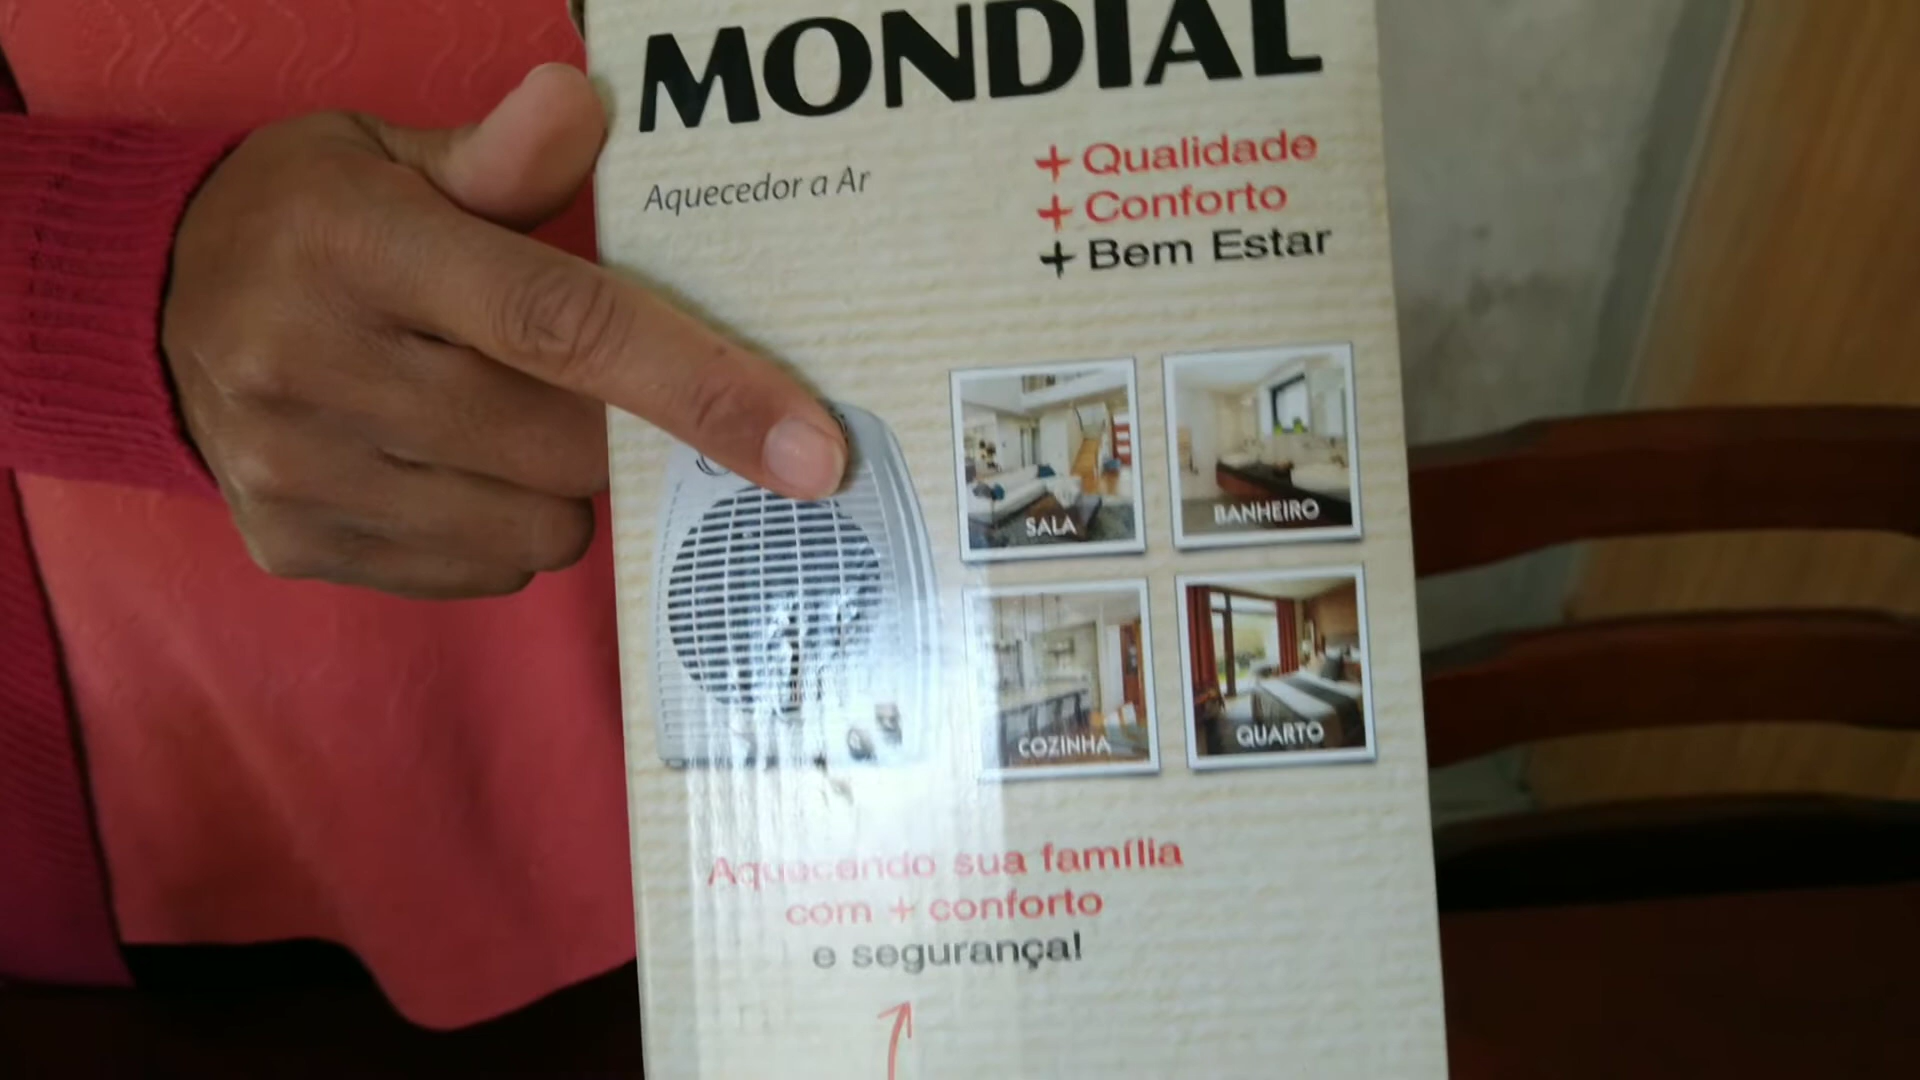 MONDIAL
Aquecedor a Ar
+ Qualidade
+ Conforto
+ Bem Estar
SALA
BANHEIRO
COZINHA
QUARTO
Aquecendo sua família
com + conforto
e segurança!